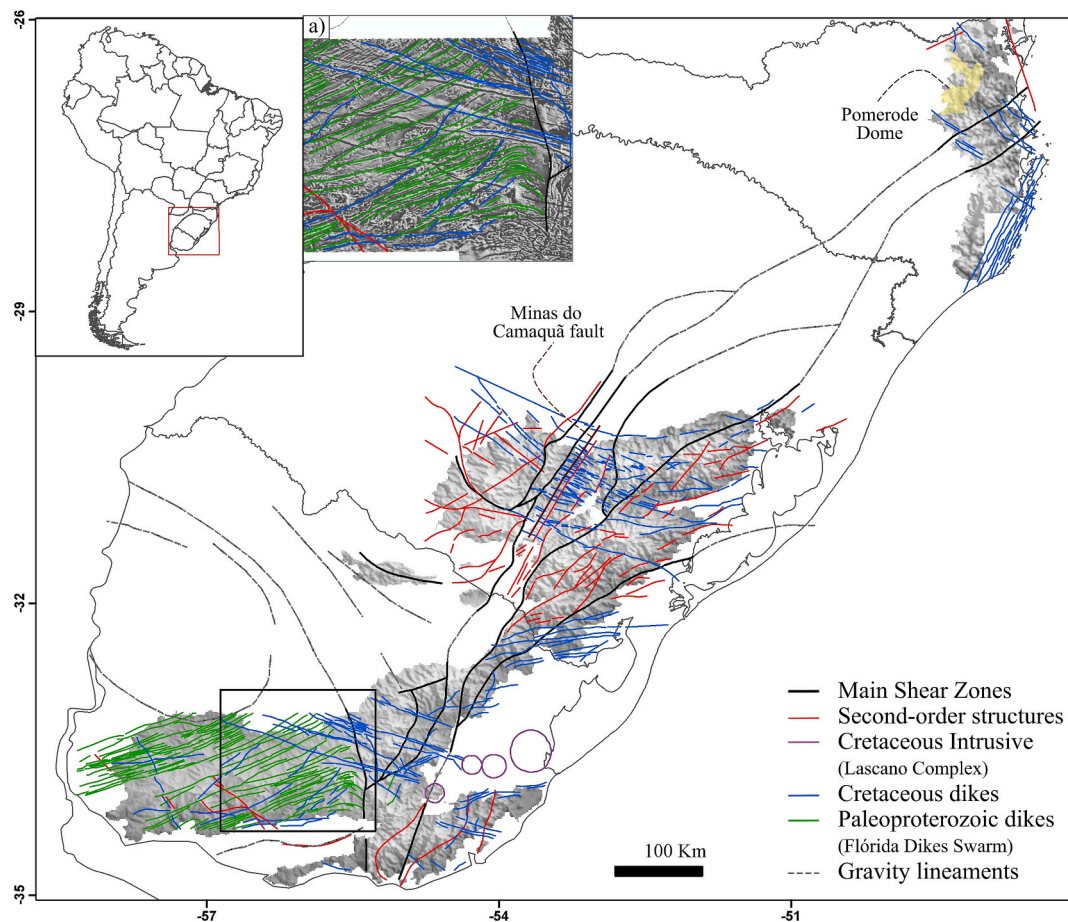 -26
a)
Pomerode
Dome
-29
Minas do
Camaquã fault
-32
Main Shear Zones
Second-order structures
Cretaceous Intrusive
(Lascano Complex)
Cretaceous dikes
Paleoproterozoic dikes
(Flórida Dikes Swarm)
Gravity lineaments
100 Km
-35
-57
-54
-51